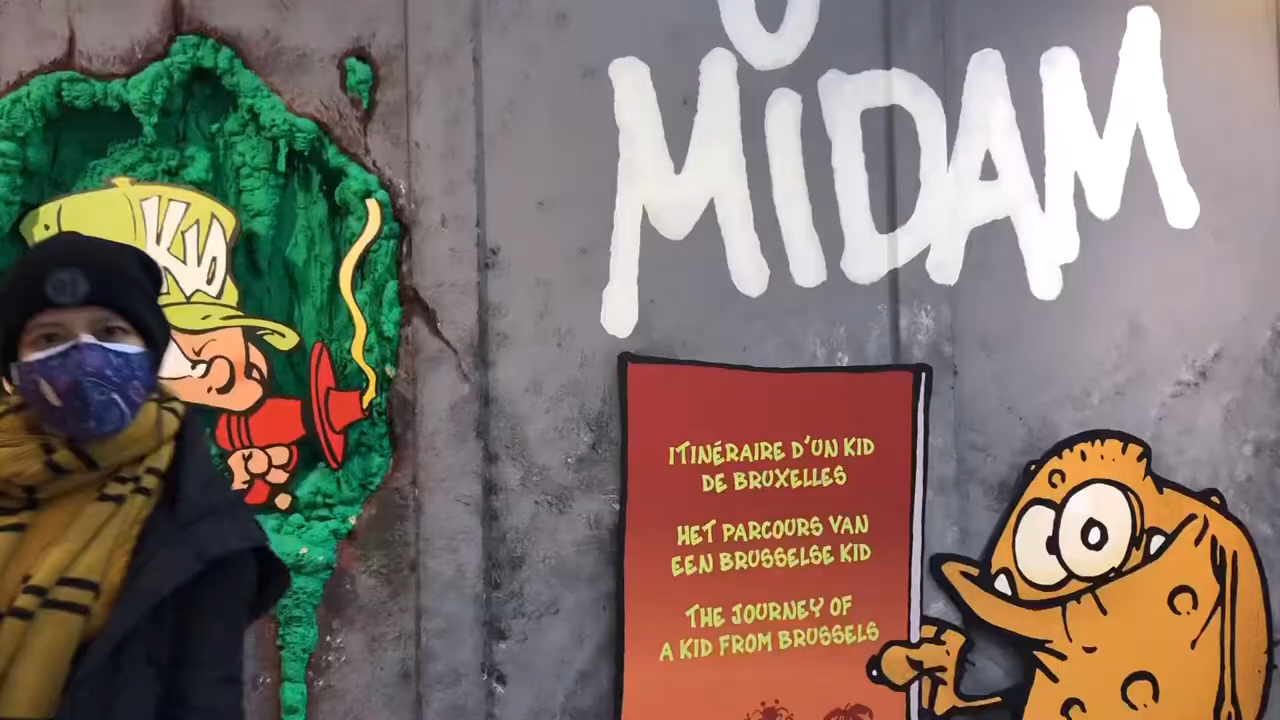 MIDAM
KID
ITINÉRAIRE D'UN KID
DE BRUXELLES
HET PARCOURS VAN
EEN BRUSSELSE KID
THE JOURNEY OF
A KID FROM BRUSSELS